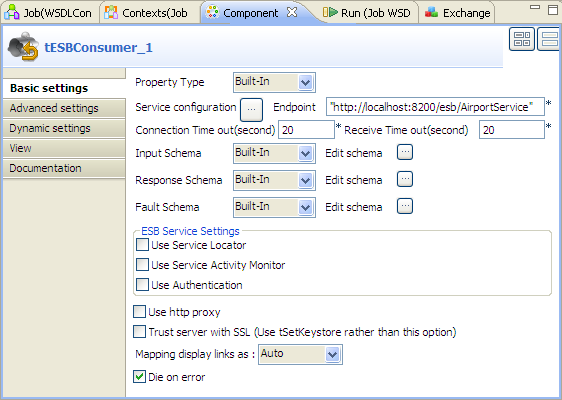 Job(WSDLCon Contexts(Job Component Run (Job WSD Exchange
tESBConsumer_1
Basic settings
Advanced settings
Dynamic settings
View
Documentation
Property Type Built-In
Service configuration ... Endpoint "http://localhost:8200/esb/AirportService" *
Connection Time out(second) 20 * Receive Time out(second) 20 *
Input Schema Built-In Edit schema ...
Response Schema Built-In Edit schema ...
Fault Schema Built-In Edit schema ...
ESB Service Settings
Use Service Locator
Use Service Activity Monitor
Use Authentication
Use http proxy
Trust server with SSL (Use tSetKeystore rather than this option)
Mapping display links as : Auto
Die on error